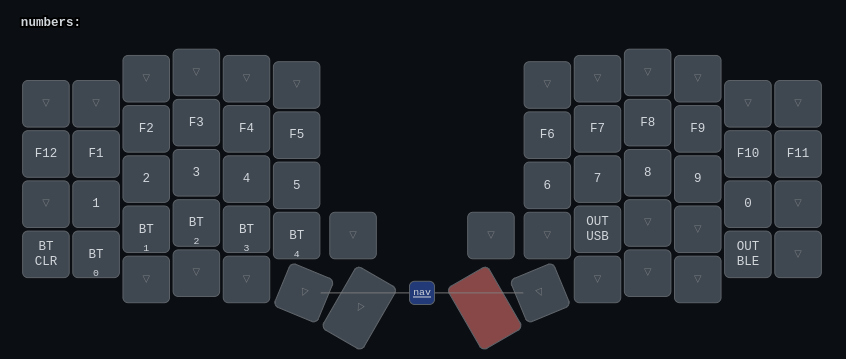 numbers:
▽ ▽ ▽ ▽ ▽ ▽ ▽ ▽ ▽ ▽ ▽ ▽
F12 F1 F2 F3 F4 F5 F6 F7 F8 F9 F10 F11
▽ 1 2 3 4 5 6 7 8 9 0 ▽
BT CLR BT 0 BT 1 BT 2 BT 3 BT 4 ▽ ▽ ▽ OUT USB ▽ ▽ OUT BLE ▽
▽ ▽ ▽ ▷ ▷ nav ◁ ▽ ▽ ▽